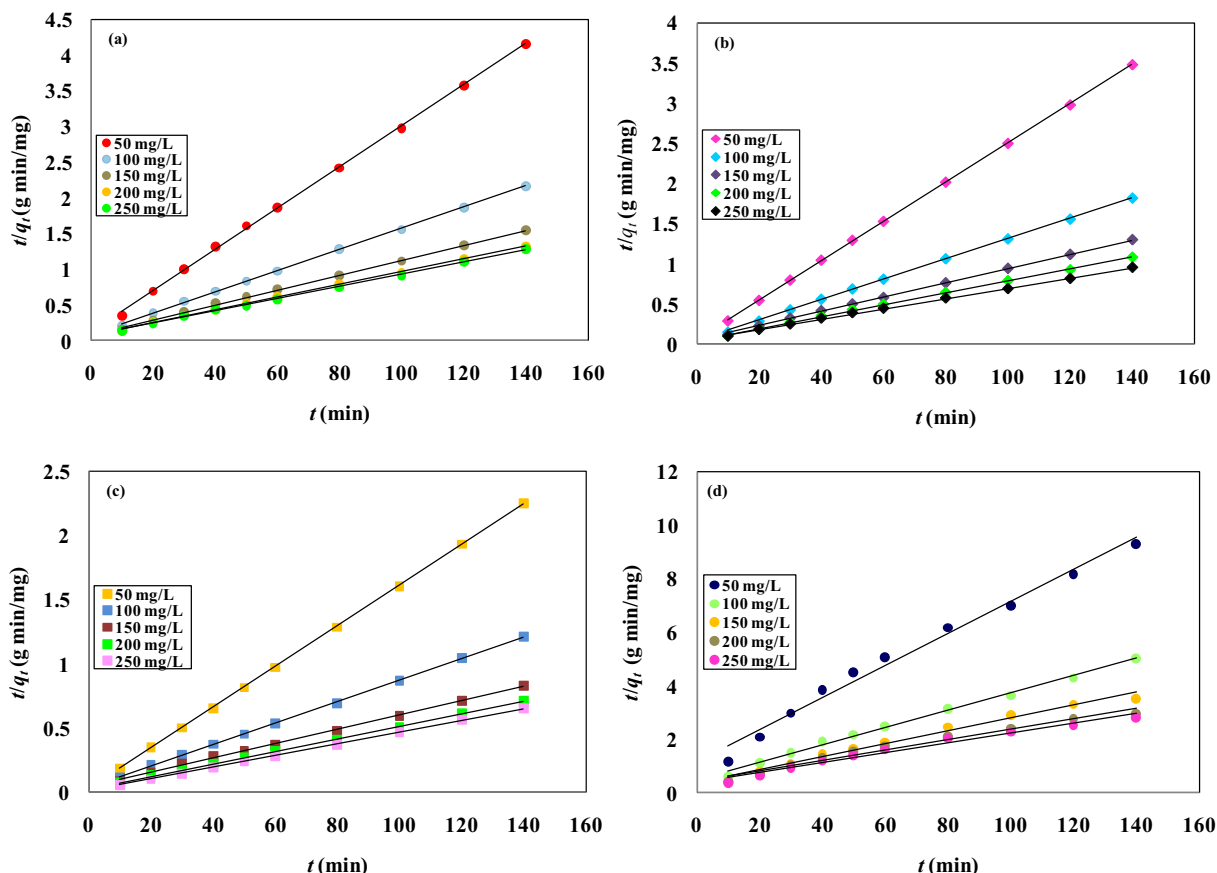 (a)
4.5
4
3.5
3
2.5
2
1.5
1
0.5
0
t/qt (g min/mg)
50 mg/L
100 mg/L
150 mg/L
200 mg/L
250 mg/L
0 20 40 60 80 100 120 140 160
t (min)
(b)
4
3.5
3
2.5
2
1.5
1
0.5
0
t/qt (g min/mg)
50 mg/L
100 mg/L
150 mg/L
200 mg/L
250 mg/L
0 20 40 60 80 100 120 140 160
t (min)
(c)
2.5
2
1.5
1
0.5
0
t/qt (g min/mg)
50 mg/L
100 mg/L
150 mg/L
200 mg/L
250 mg/L
0 20 40 60 80 100 120 140 160
t (min)
(d)
12
10
8
6
4
2
0
t/qt (g min/mg)
50 mg/L
100 mg/L
150 mg/L
200 mg/L
250 mg/L
0 20 40 60 80 100 120 140 160
t (min)